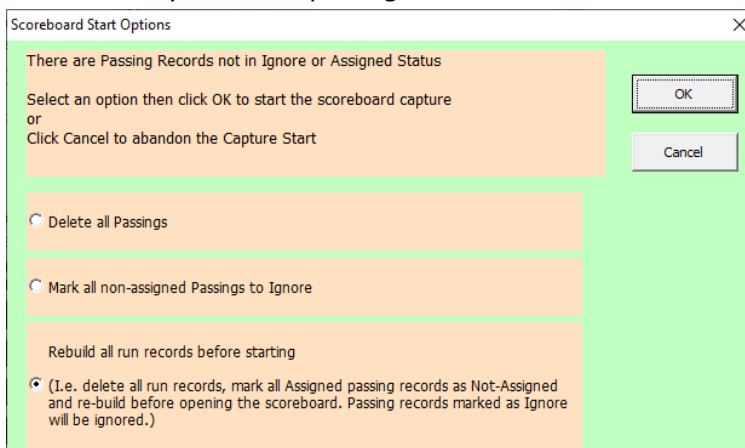 Scoreboard Start Options
There are Passing Records not in Ignore or Assigned Status
Select an option then click OK to start the scoreboard capture
or
Click Cancel to abandon the Capture Start
OK
Cancel
Delete all Passings
Mark all non-assigned Passings to Ignore
Rebuild all run records before starting
(I.e. delete all run records, mark all Assigned passing records as Not-Assigned
and re-build before opening the scoreboard. Passing records marked as Ignore
will be ignored.)